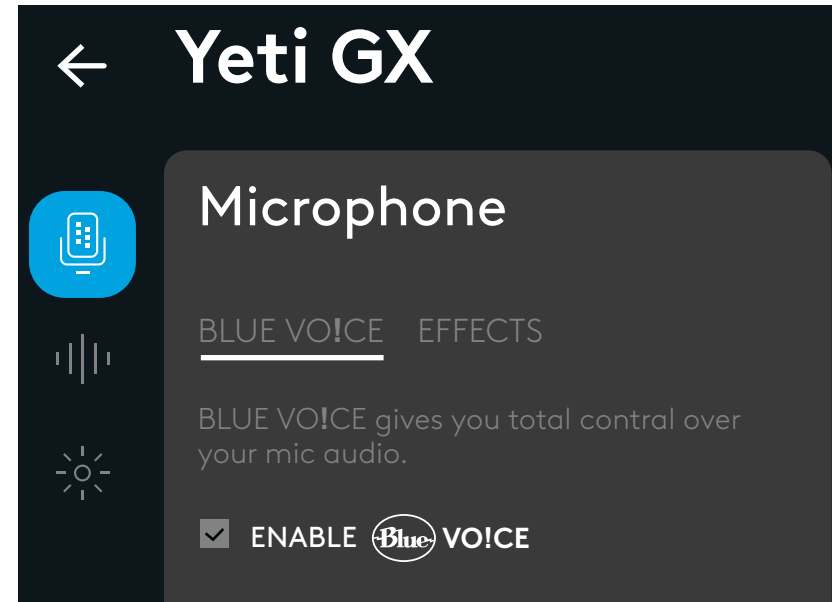 Yeti GX
Microphone
BLUE VO!CE EFFECTS
BLUE VO!CE gives you total contral over
your mic audio.
ENABLE Blue VO!CE